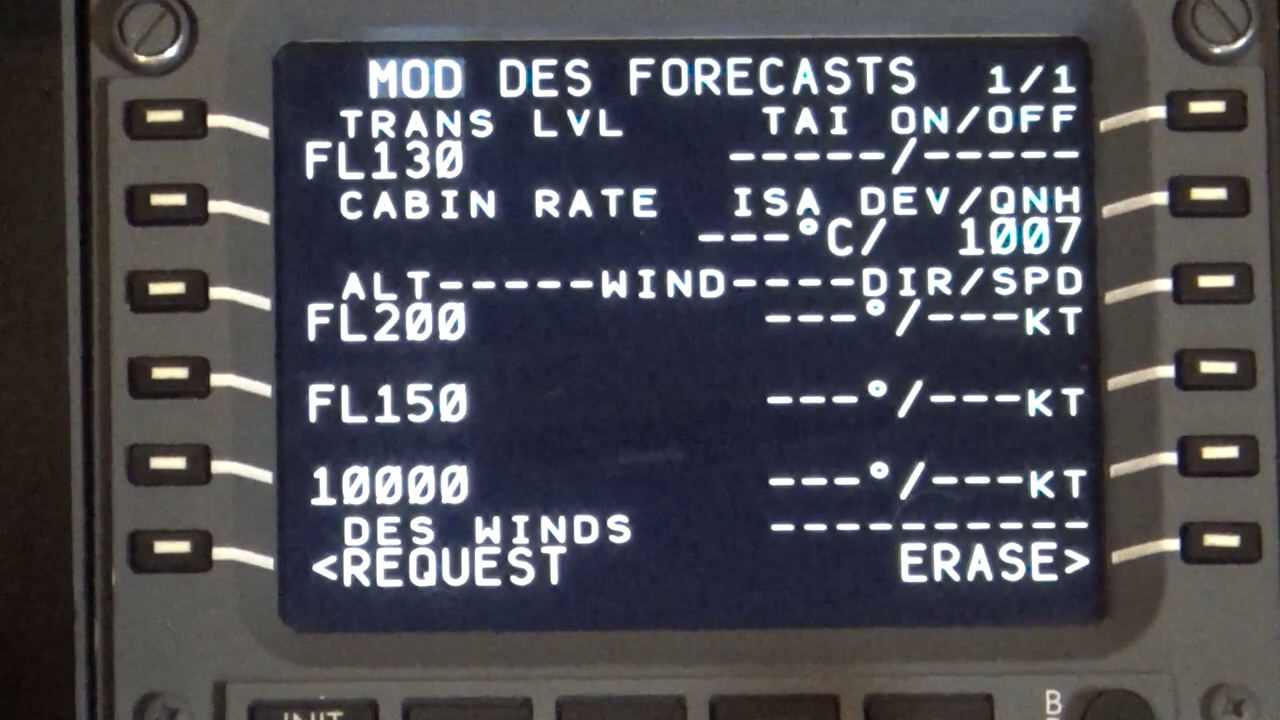 MOD DES FORECASTS 1/1
TRANS LVL TAI ON/OFF
FL130 -----/-----
CABIN RATE ISA DEV/QNH
---°C/ 1007
ALT-----WIND----DIR/SPD
FL200 ---°/---KT
FL150 ---°/---KT
10000 ---°/---KT
DES WINDS ----------
<REQUEST ERASE>
INIT
B